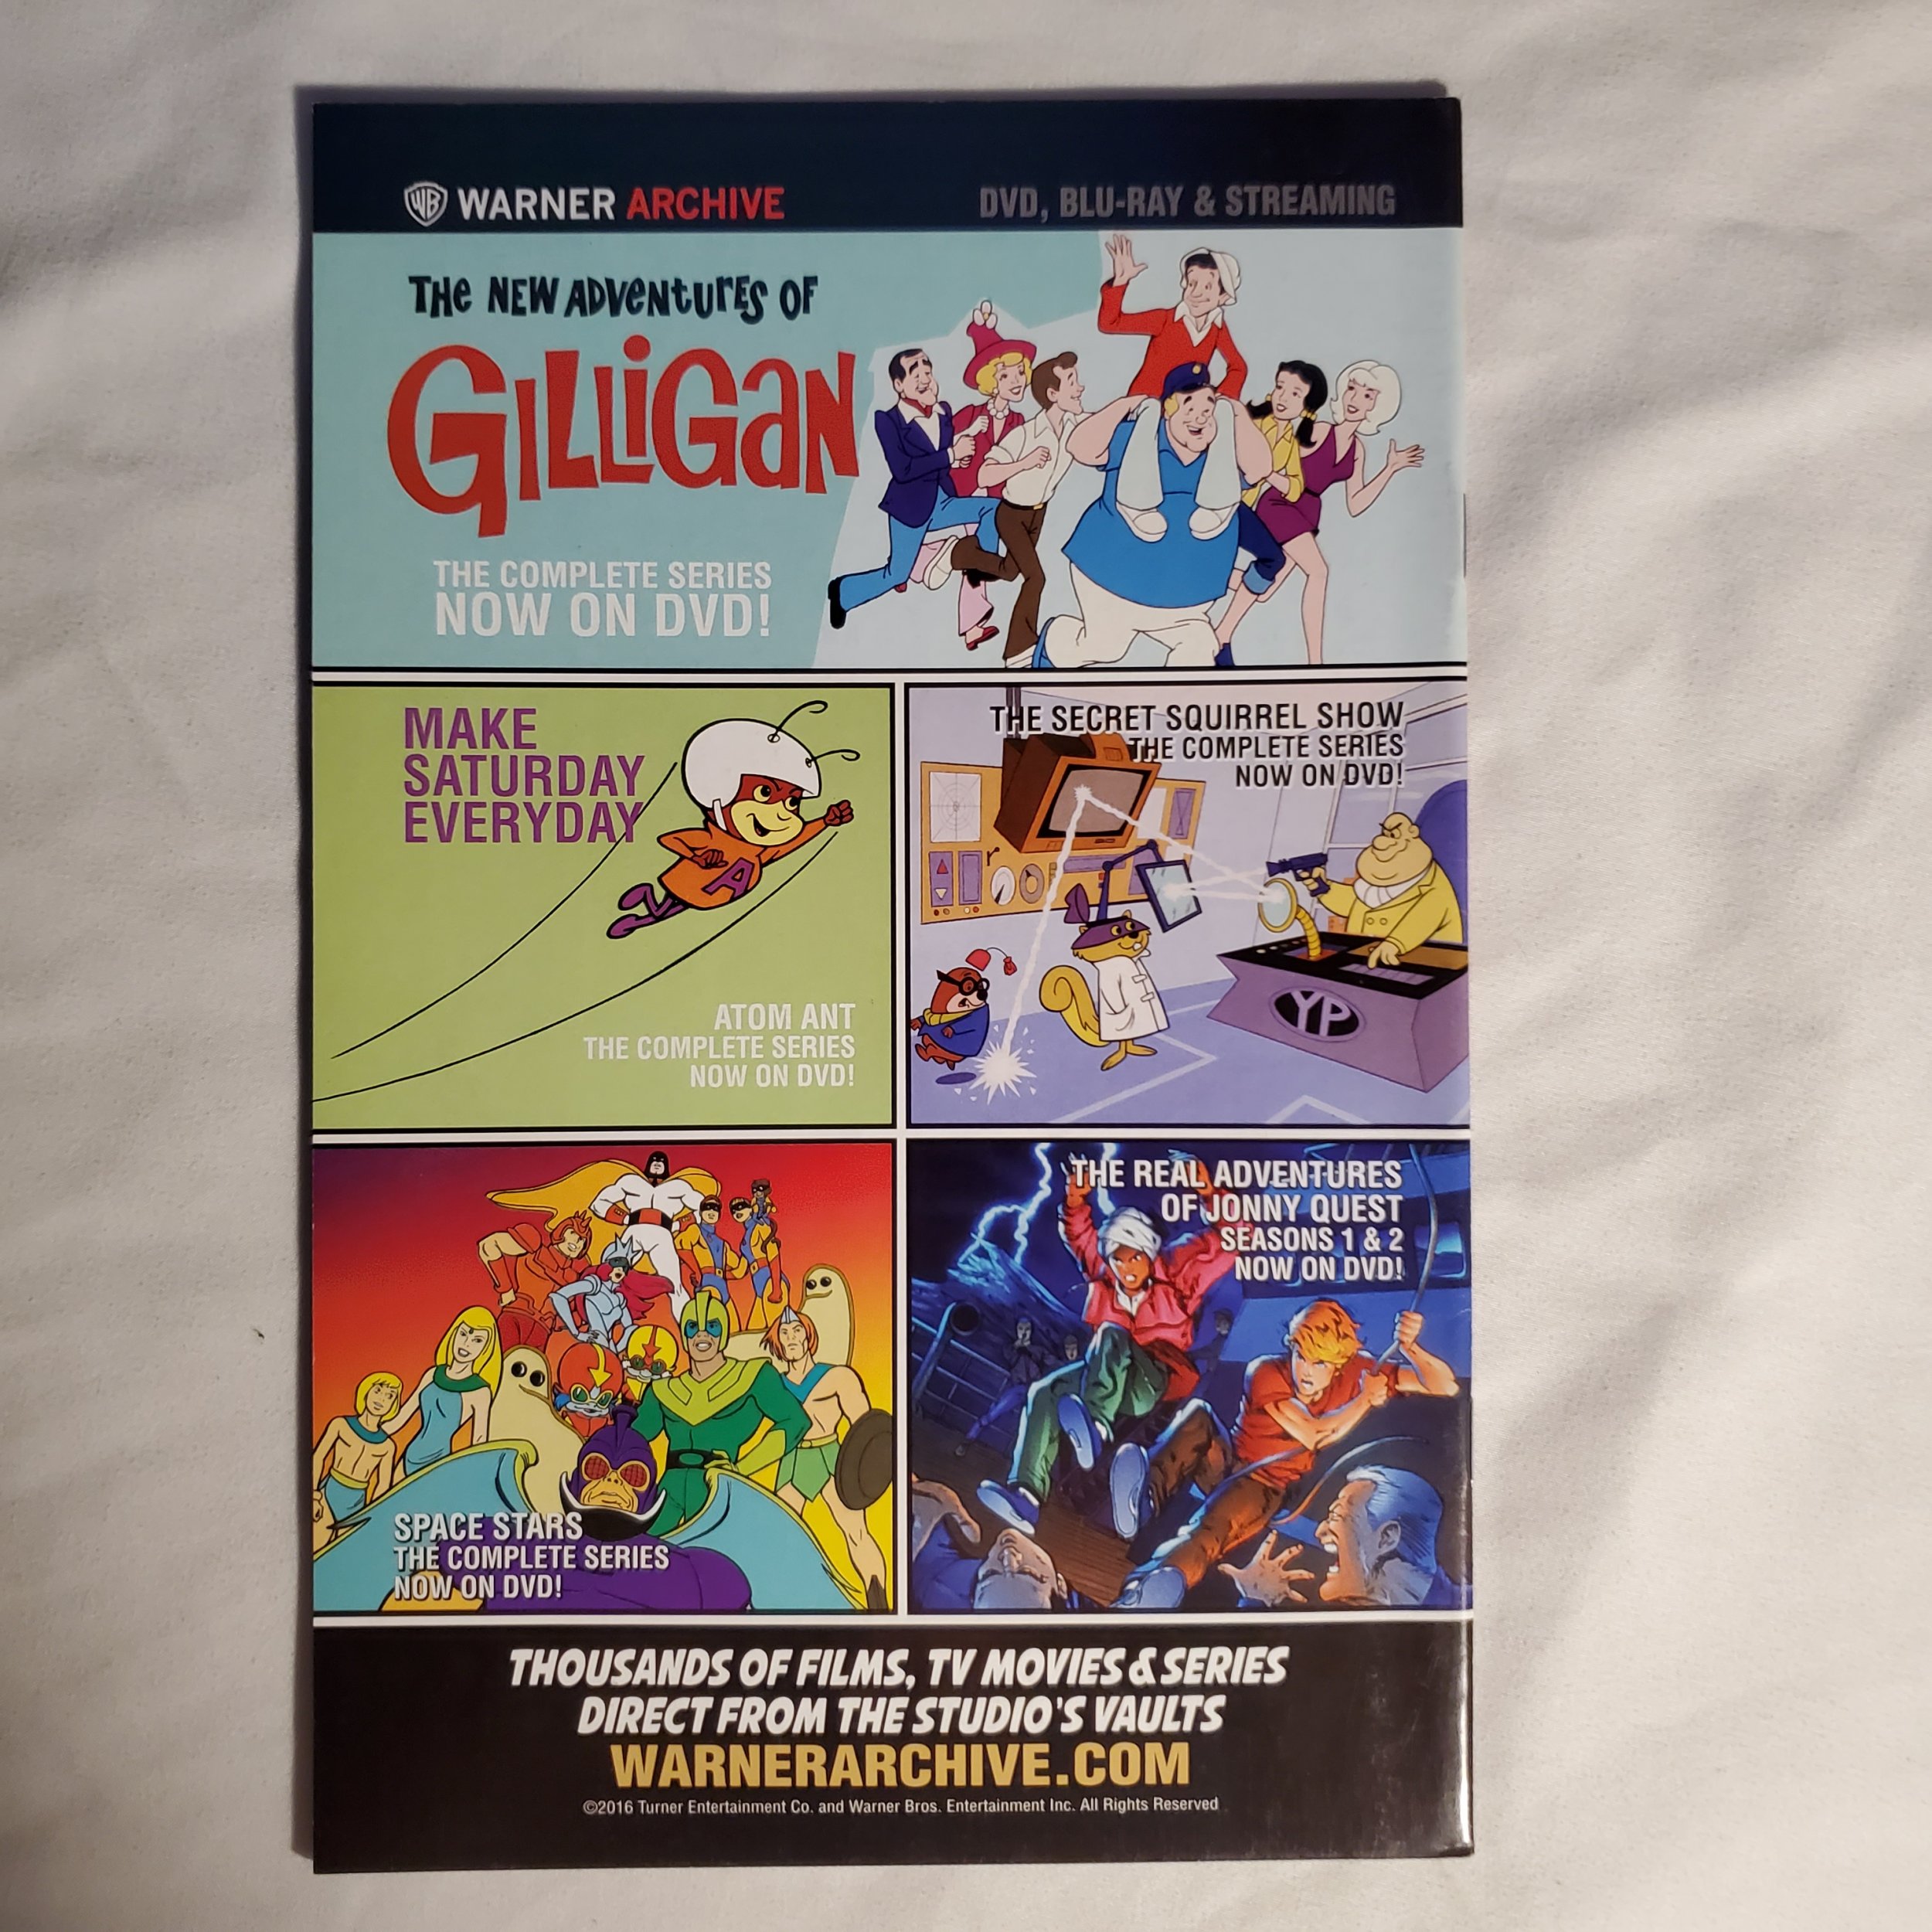 WB WARNER ARCHIVE
DVD, BLU-RAY & STREAMING
THE NEW ADVENTURES OF
GILLIGAN
THE COMPLETE SERIES
NOW ON DVD!
MAKE
SATURDAY
EVERYDAY
A
ATOM ANT
THE COMPLETE SERIES
NOW ON DVD!
THE SECRET SQUIRREL SHOW
THE COMPLETE SERIES
NOW ON DVD!
YP
SPACE STARS
THE COMPLETE SERIES
NOW ON DVD!
THE REAL ADVENTURES
OF JONNY QUEST
SEASONS 1 & 2
NOW ON DVD!
THOUSANDS OF FILMS, TV MOVIES & SERIES
DIRECT FROM THE STUDIO'S VAULTS
WARNERARCHIVE.COM
©2016 Turner Entertainment Co. and Warner Bros. Entertainment Inc. All Rights Reserved